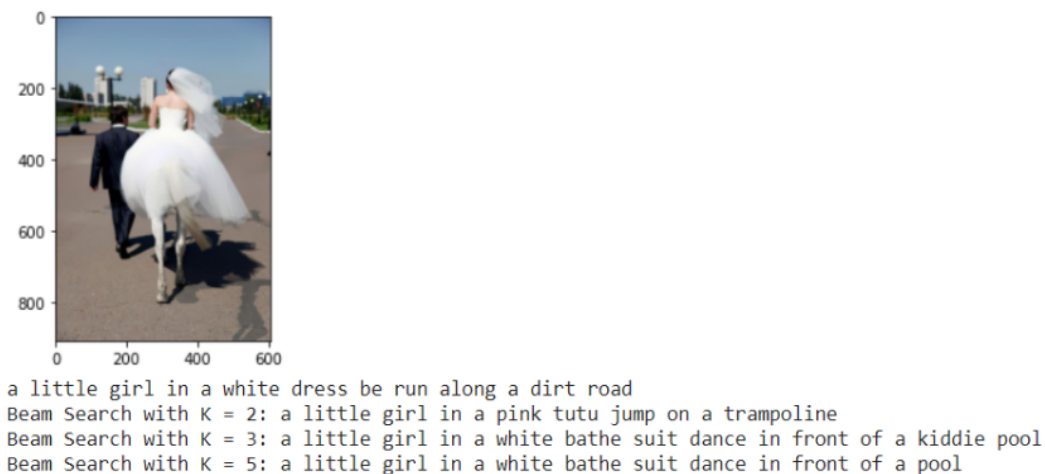 0
200
400
600
800
0 200 400 600
a little girl in a white dress be run along a dirt road
Beam Search with K = 2: a little girl in a pink tutu jump on a trampoline
Beam Search with K = 3: a little girl in a white bathe suit dance in front of a kiddie pool
Beam Search with K = 5: a little girl in a white bathe suit dance in front of a pool